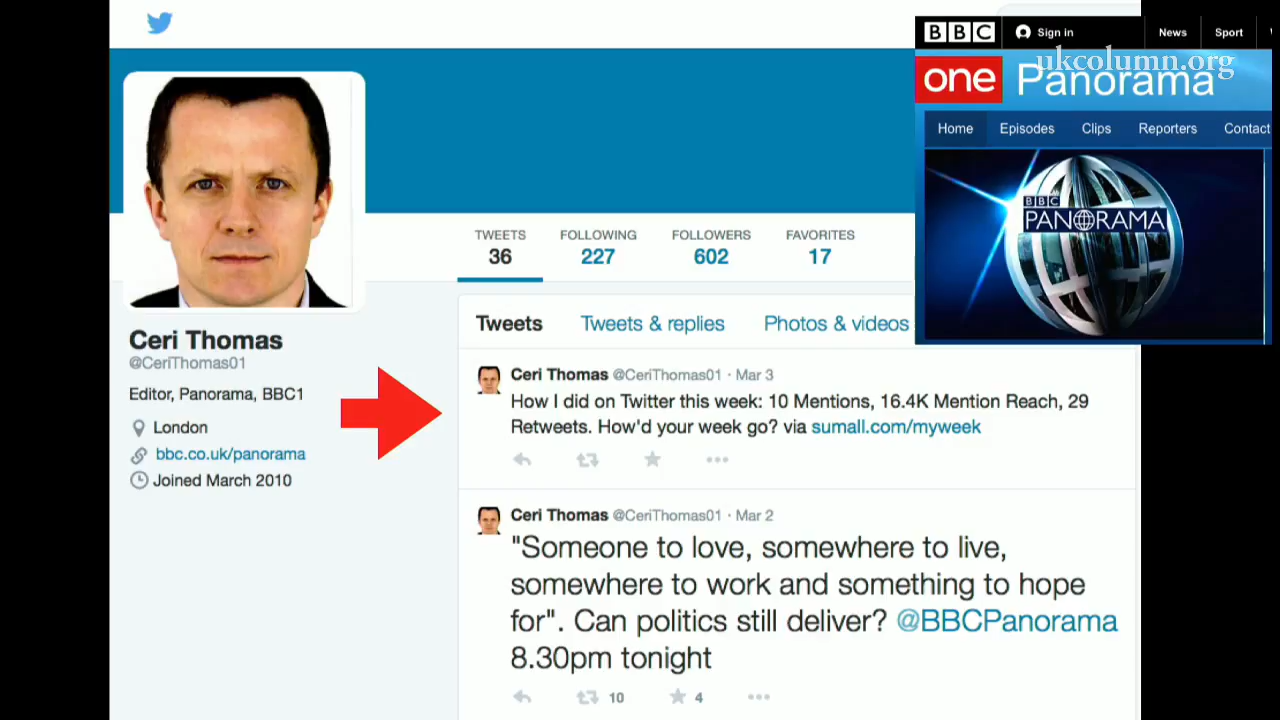 BBC
Sign in
News
Sport
ukcolumn.org
one
Panorama
Home
Episodes
Clips
Reporters
Contact
BBC
PANORAMA
TWEETS
36
FOLLOWING
227
FOLLOWERS
602
FAVORITES
17
Ceri Thomas
@CeriThomas01
Editor, Panorama, BBC1
London
bbc.co.uk/panorama
Joined March 2010
Tweets
Tweets & replies
Photos & videos
Ceri Thomas @CeriThomas01 · Mar 3
How I did on Twitter this week: 10 Mentions, 16.4K Mention Reach, 29
Retweets. How'd your week go? via sumall.com/myweek
Ceri Thomas @CeriThomas01 · Mar 2
"Someone to love, somewhere to live,
somewhere to work and something to hope
for". Can politics still deliver? @BBCPanorama
8.30pm tonight
10
4